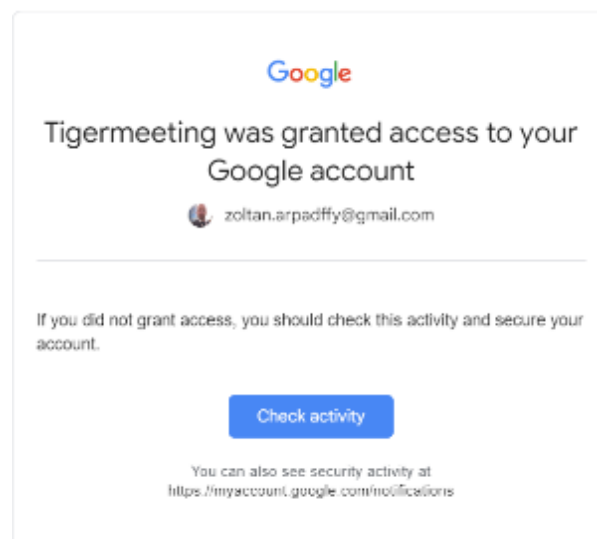 Google
Tigermeeting was granted access to your
Google account
zoltan.arpadffy@gmail.com
If you did not grant access, you should check this activity and secure your
account.
Check activity
You can also see security activity at
https://myaccount.google.com/notifications